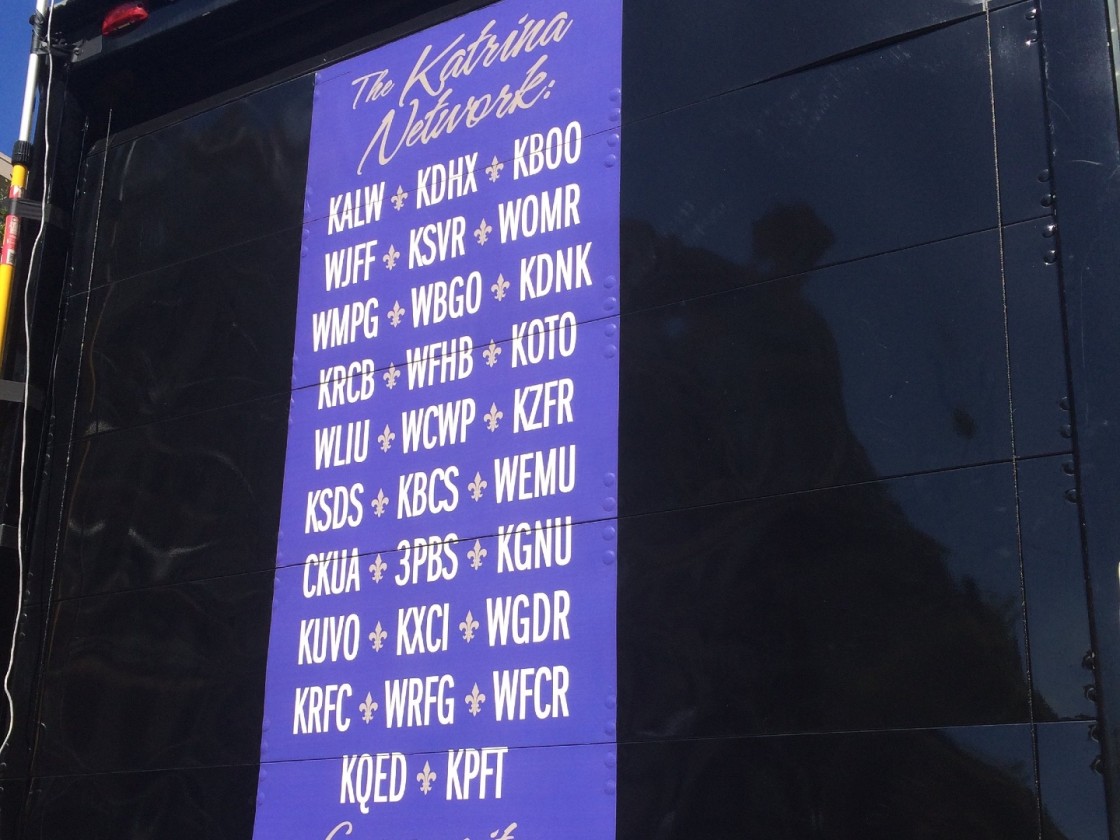 The Katrina
Network:
KALW ⚜ KDHX ⚜ KBOO
WJFF ⚜ KSVR ⚜ WOMR
WMPG ⚜ WBGO ⚜ KDNK
KRCB ⚜ WFHB ⚜ KOTO
WLIU ⚜ WCWP ⚜ KZFR
KSDS ⚜ KBCS ⚜ WEMU
CKUA ⚜ 3PBS ⚜ KGNU
KUVO ⚜ KXCI ⚜ WGDR
KRFC ⚜ WRFG ⚜ WFCR
KQED ⚜ KPFT